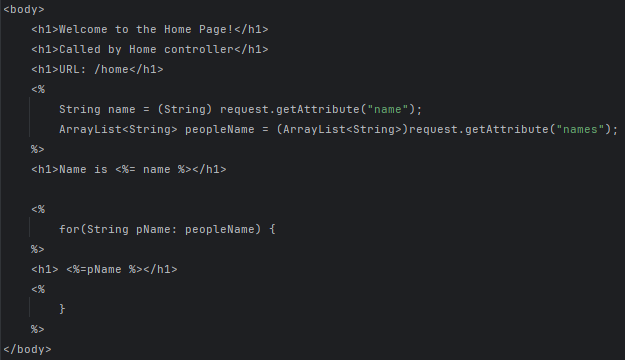 <body>
<h1>Welcome to the Home Page!</h1>
<h1>Called by Home controller</h1>
<h1>URL: /home</h1>
<%
String name = (String) request.getAttribute("name");
ArrayList<String> peopleName = (ArrayList<String>)request.getAttribute("names");
%>
<h1>Name is <%= name %></h1>
<%
for(String pName: peopleName) {
%>
<h1> <%=pName %></h1>
<%
}
%>
</body>